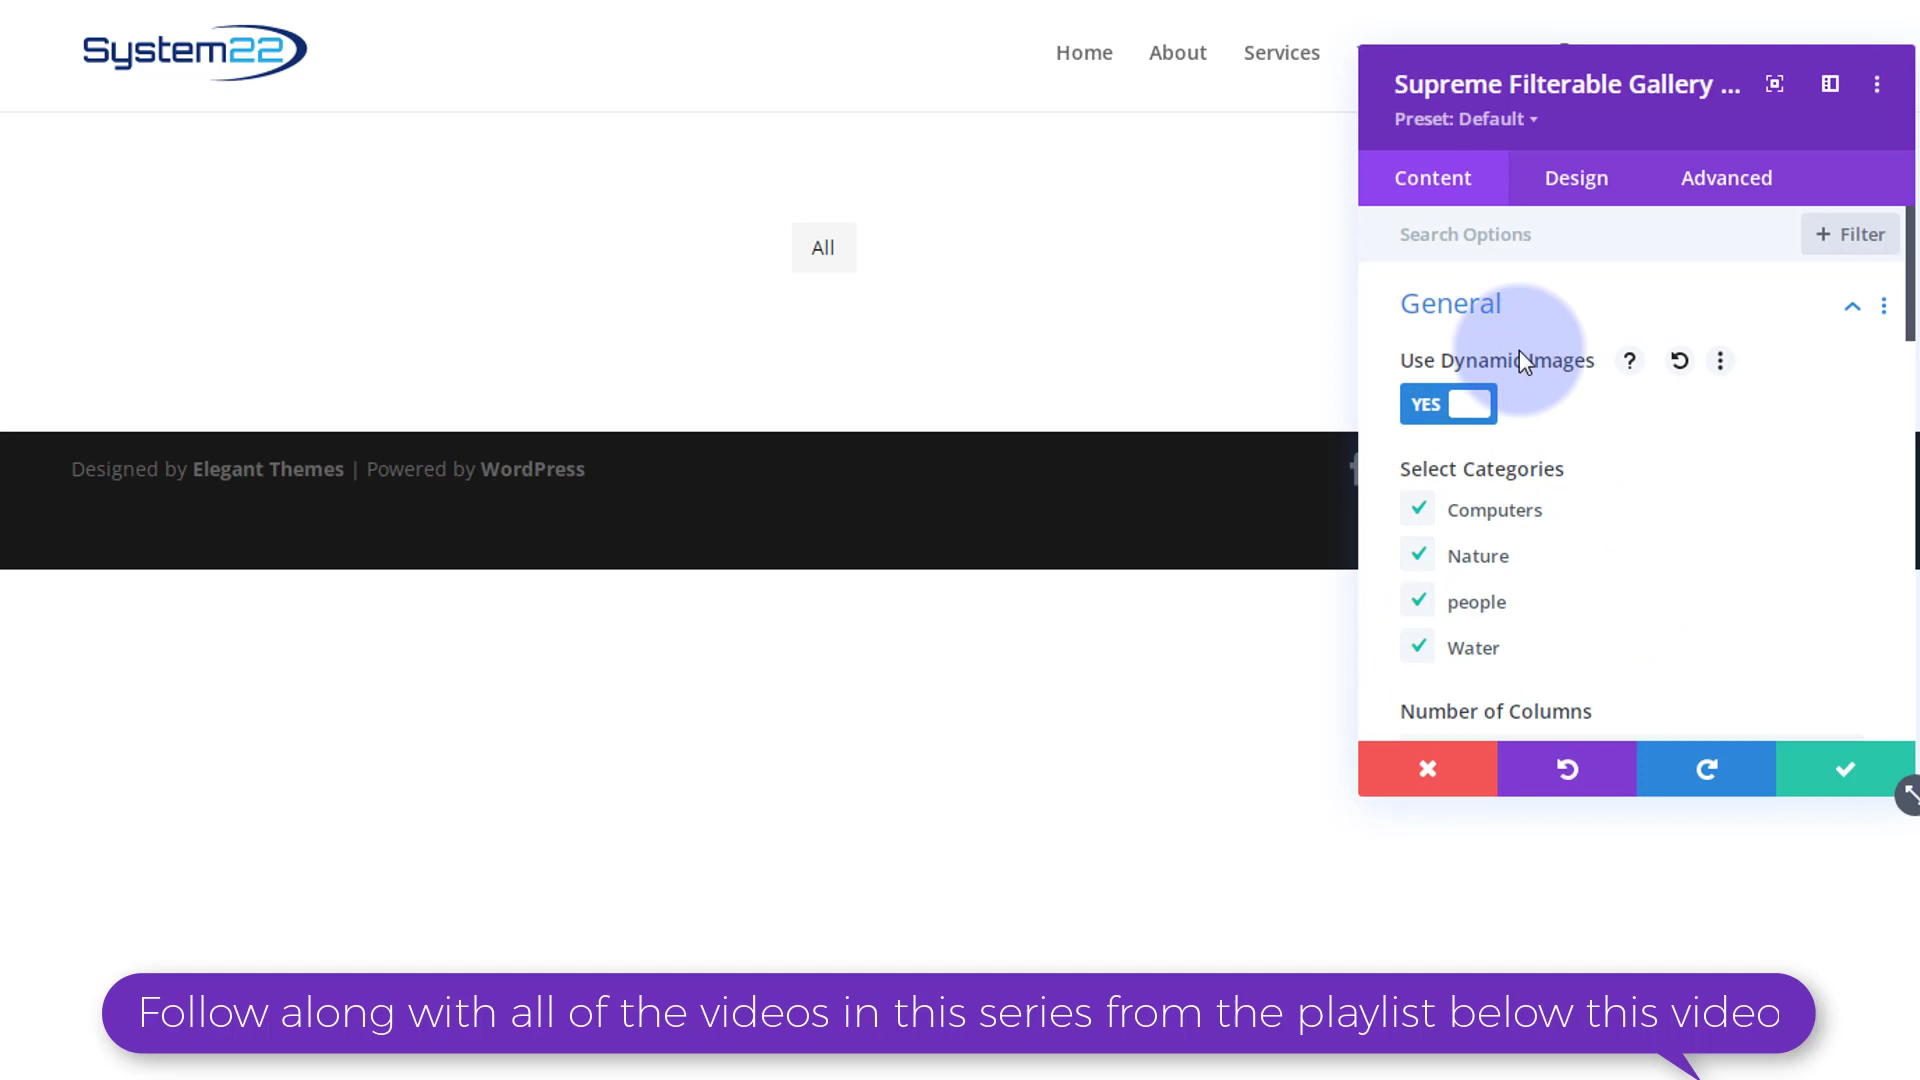 System22
Home About Services
Supreme Filterable Gallery ...
Preset: Default
Content Design Advanced
Search Options + Filter
All
General
Use Dynamic Images ?
YES
Select Categories
Computers
Nature
people
Water
Number of Columns
Designed by Elegant Themes | Powered by WordPress
Follow along with all of the videos in this series from the playlist below this video